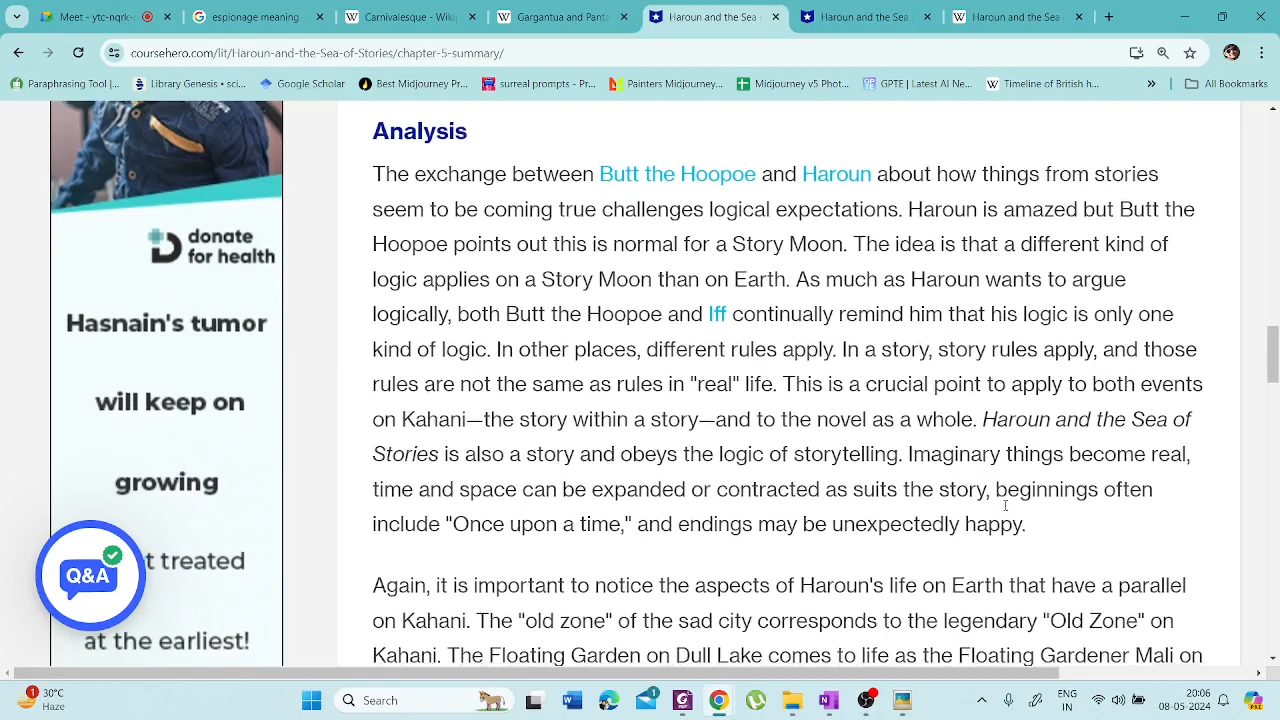 Meet - tyc-mtrq-
espionage meaning
Carnivalesque - Wiki
Gargantua and Panta
Haroun and the Sea
Haroun and the Sea
Haroun and the Sea
coursehero.com/lit/Haroun-and-the-Sea-of-Stories/chapter-5-summary/
Parent Testing Tool |...
Library Genesis • sci...
Google Scholar
Best Midjourney Pro...
surreal prompts - Pr...
Painters Midjourney...
Midjourney v5 Phot...
GPTE | Latest AI Ne...
Timeline of British h...
»
All Bookmarks
donate
for health
Hasnain's tumor
will keep on
growing
t treated
at the earliest!
Q&A
Analysis
The exchange between Butt the Hoopoe and Haroun about how things from stories
seem to be coming true challenges logical expectations. Haroun is amazed but Butt the
Hoopoe points out this is normal for a Story Moon. The idea is that a different kind of
logic applies on a Story Moon than on Earth. As much as Haroun wants to argue
logically, both Butt the Hoopoe and Iff continually remind him that his logic is only one
kind of logic. In other places, different rules apply. In a story, story rules apply, and those
rules are not the same as rules in "real" life. This is a crucial point to apply to both events
on Kahani—the story within a story—and to the novel as a whole. Haroun and the Sea of
Stories is also a story and obeys the logic of storytelling. Imaginary things become real,
time and space can be expanded or contracted as suits the story, beginnings often
include "Once upon a time," and endings may be unexpectedly happy.
Again, it is important to notice the aspects of Haroun's life on Earth that have a parallel
on Kahani. The "old zone" of the sad city corresponds to the legendary "Old Zone" on
Kahani. The Floating Garden on Dull Lake comes to life as the Floating Gardener Mali on
1
30°C
Haze
Search
1
ENG
IN
20:06
08-05-2024